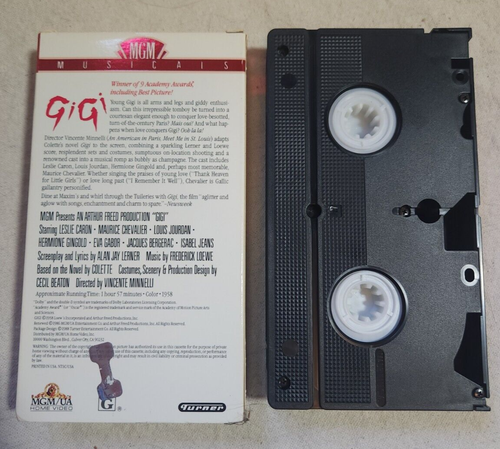 MGM
MUSICALS
Winner of 9 Academy Awards,
including Best Picture!
GiGi
Young Gigi is all arms and legs and giddy enthusi-
asm. Can this irrepressible tomboy be turned into a
courtesan elegant enough to conquer love-besotted,
turn-of-the-century Paris? Mais oui! And what hap-
pens when love conquers Gigi? Ooh la la!
Director Vincente Minnelli (An American in Paris, Meet Me in St. Louis) adapts
Colette's novel Gigi to the screen, combining a sparkling Lerner and Loewe
score, resplendent sets and costumes, sumptuous on-location shooting and a
renowned cast into a musical romp as bubbly as champagne. The cast includes
Leslie Caron, Louis Jourdan, Hermione Gingold and, perhaps most memorable,
Maurice Chevalier. Whether singing the praises of young love ("Thank Heaven
for Little Girls") or love long past ("I Remember It Well"), Chevalier is Gallic
gallantry personified.
Dine at Maxim's and whirl through the Tuileries with Gigi, the film "aglitter and
aglow with songs, enchantment and charm to spare." –Newsweek
MGM Presents AN ARTHUR FREED PRODUCTION "GIGI"
Starring LESLIE CARON • MAURICE CHEVALIER • LOUIS JOURDAN •
HERMIONE GINGOLD • EVA GABOR • JACQUES BERGERAC • ISABEL JEANS
Screenplay and Lyrics by ALAN JAY LERNER Music by FREDERICK LOEWE
Based on the Novel by COLETTE Costumes, Scenery & Production Design by
CECIL BEATON Directed by VINCENTE MINNELLI
Approximate Running Time: 1 hour 57 minutes • Color • 1958
MGM/UA
HOME VIDEO
G
®
Turner